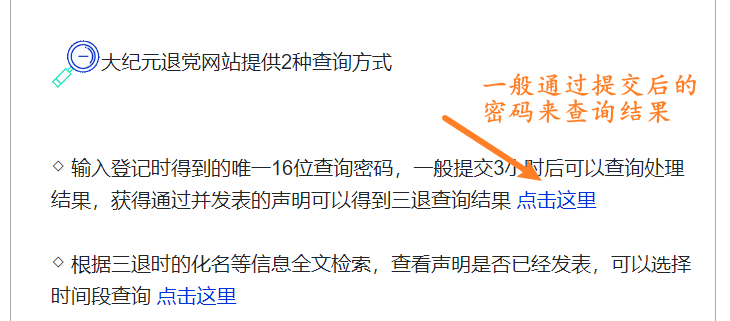 大纪元退党网站提供2种查询方式
一般通过提交后的
密码来查询结果
◇ 输入登记时得到的唯一16位查询密码，一般提交3小时后可以查询处理
结果，获得通过并发表的声明可以得到三退查询结果 点击这里
◇ 根据三退时的化名等信息全文检索，查看声明是否已经发表，可以选择
时间段查询 点击这里